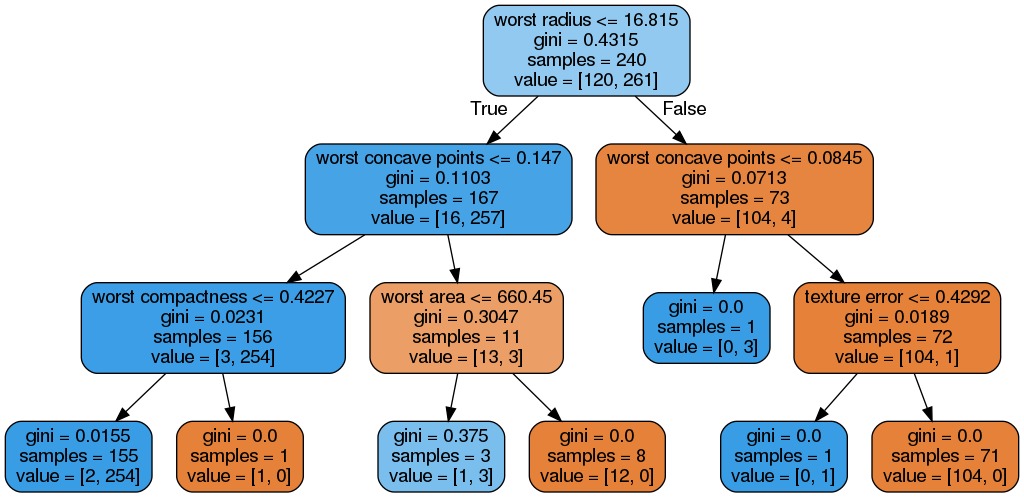 worst radius <= 16.815
gini = 0.4315
samples = 240
value = [120, 261]
True
False
worst concave points <= 0.147
gini = 0.1103
samples = 167
value = [16, 257]
worst concave points <= 0.0845
gini = 0.0713
samples = 73
value = [104, 4]
worst compactness <= 0.4227
gini = 0.0231
samples = 156
value = [3, 254]
worst area <= 660.45
gini = 0.3047
samples = 11
value = [13, 3]
gini = 0.0
samples = 1
value = [0, 3]
texture error <= 0.4292
gini = 0.0189
samples = 72
value = [104, 1]
gini = 0.0155
samples = 155
value = [2, 254]
gini = 0.0
samples = 1
value = [1, 0]
gini = 0.375
samples = 3
value = [1, 3]
gini = 0.0
samples = 8
value = [12, 0]
gini = 0.0
samples = 1
value = [0, 1]
gini = 0.0
samples = 71
value = [104, 0]